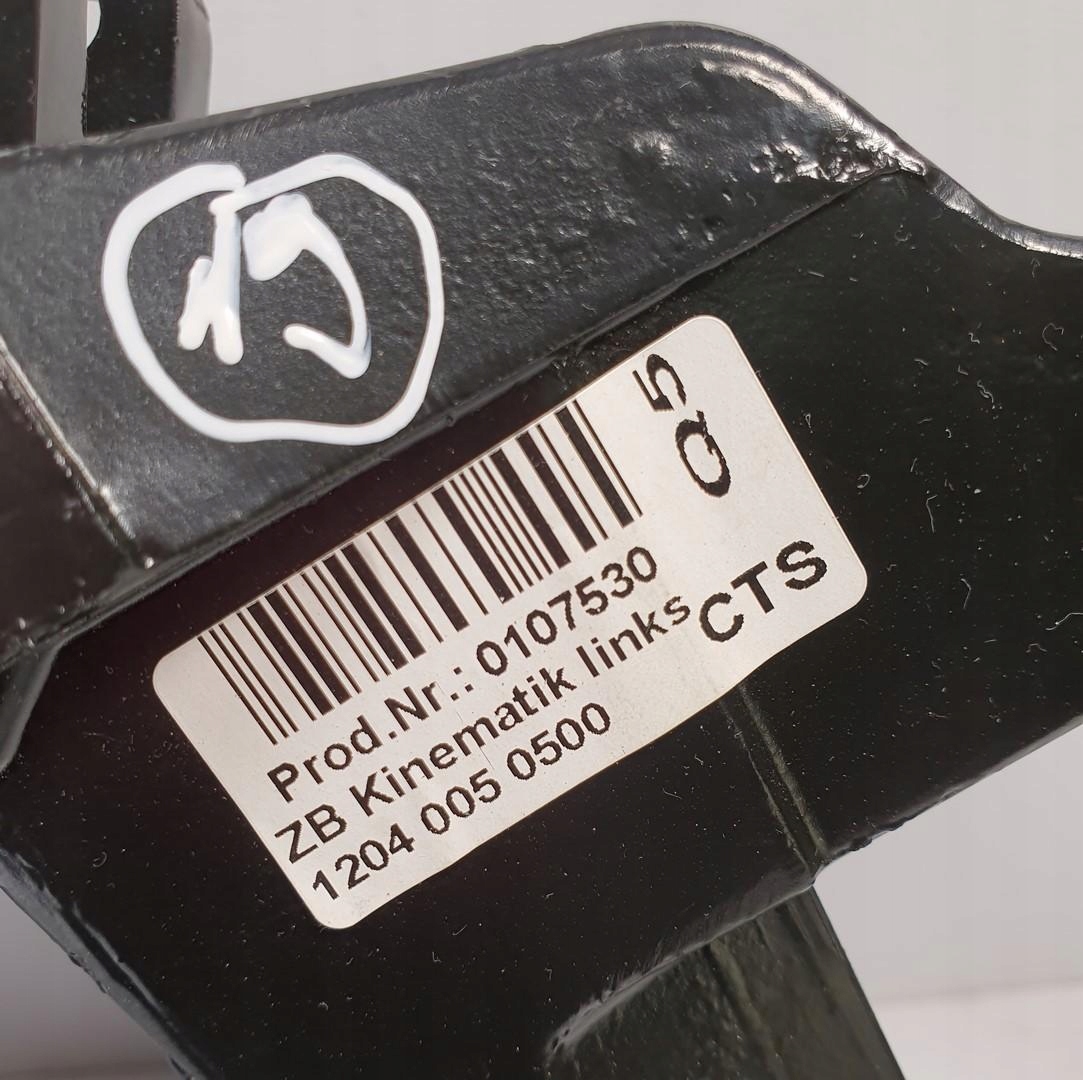 Q5
Prod.Nr.: 0107530
ZB Kinematik links
CTS
1204 005 0500